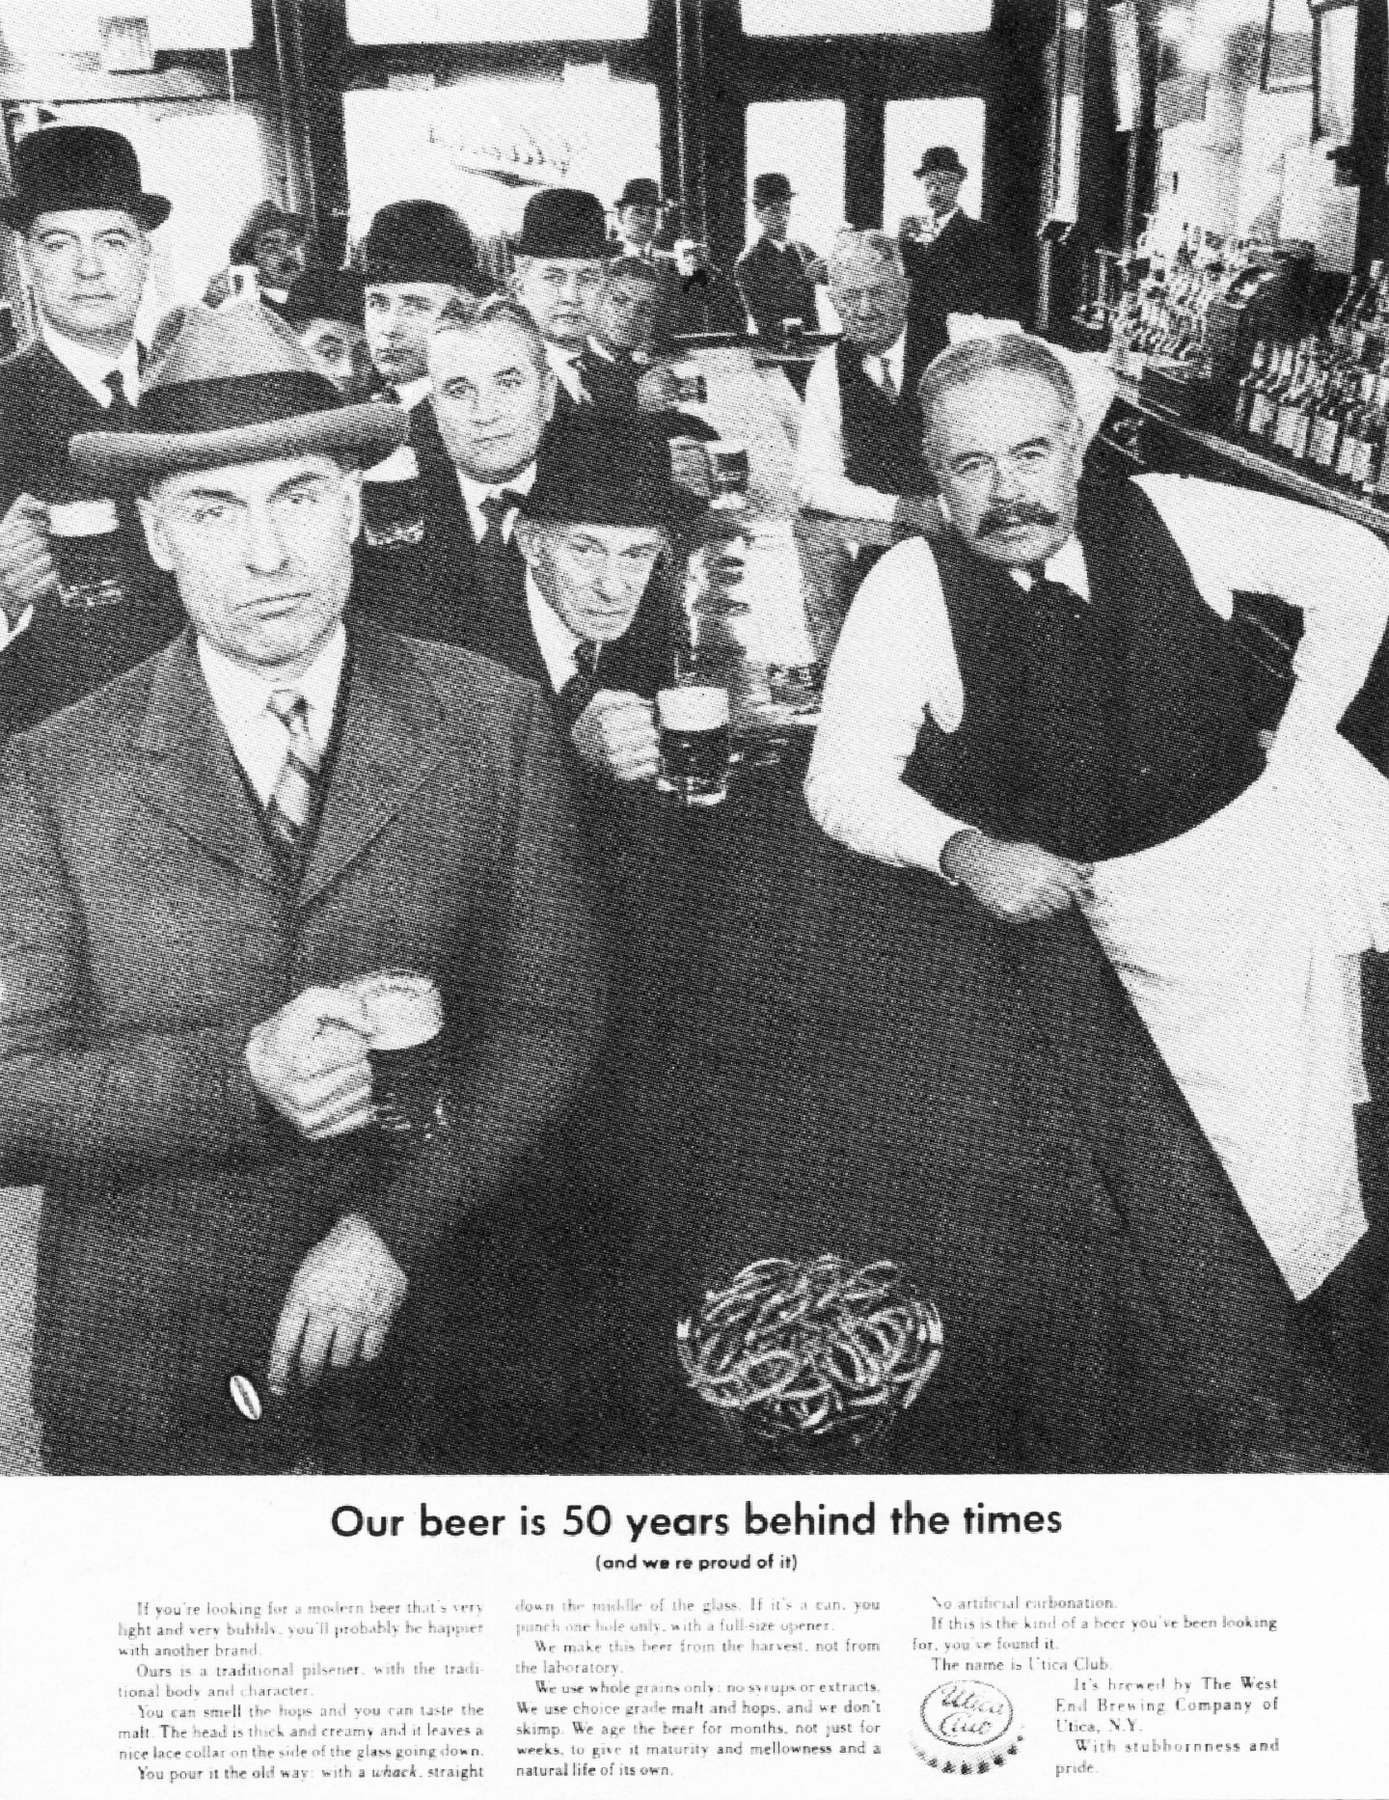 Our beer is 50 years behind the times
(and we re proud of it)
If you're looking for a modern beer that's very
light and very bubbly, you'll probably be happier
with another brand.
Ours is a traditional pilsener, with the tradi-
tional body and character.
You can smell the hops and you can taste the
malt. The head is thick and creamy and it leaves a
nice lace collar on the side of the glass going down.
You pour it the old way: with a whack, straight
down the middle of the glass. If it's a can, you
punch one hole only, with a full-size opener.
We make this beer from the harvest, not from
the laboratory.
We use whole grains only; no syrups or extracts.
We use choice grade malt and hops, and we don't
skimp. We age the beer for months, not just for
weeks, to give it maturity and mellowness and a
natural life of its own.
No artificial carbonation.
If this is the kind of a beer you've been looking
for, you've found it.
The name is Utica Club.
It's brewed by The West
End Brewing Company of
Utica, N.Y.
With stubbornness and
pride.
Utica
Club